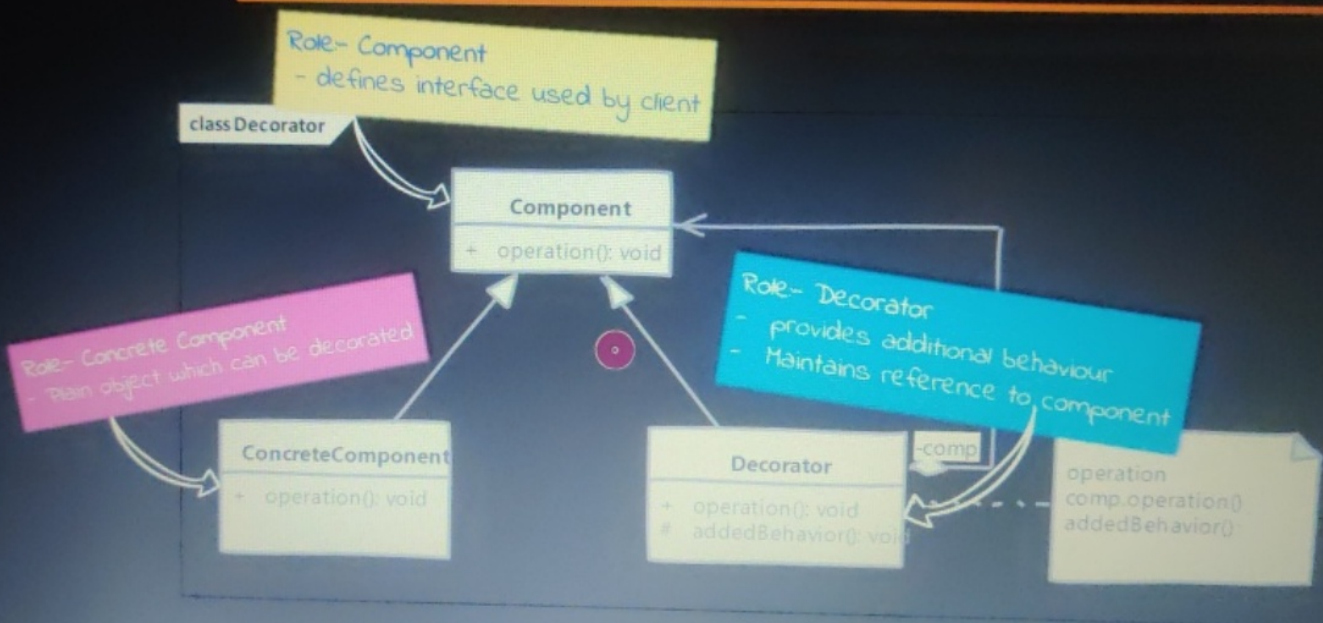 Role- Component
- defines interface used by client
class Decorator
Component
+ operation(): void
Role- Concrete Component
- Plain object which can be decorated
Role- Decorator
- provides additional behaviour
- Maintains reference to component
ConcreteComponent
+ operation(): void
Decorator
+ operation(): void
# addedBehavior(): void
-comp
operation
comp.operation()
addedBehavior()